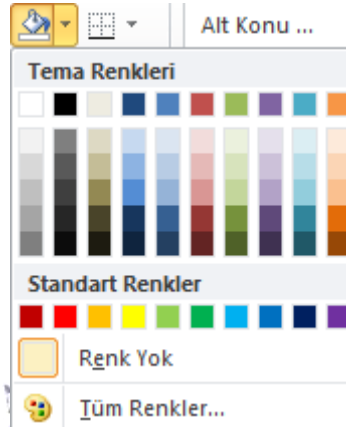 Alt Konu ...
Tema Renkleri
Standart Renkler
Renk Yok
Tüm Renkler...